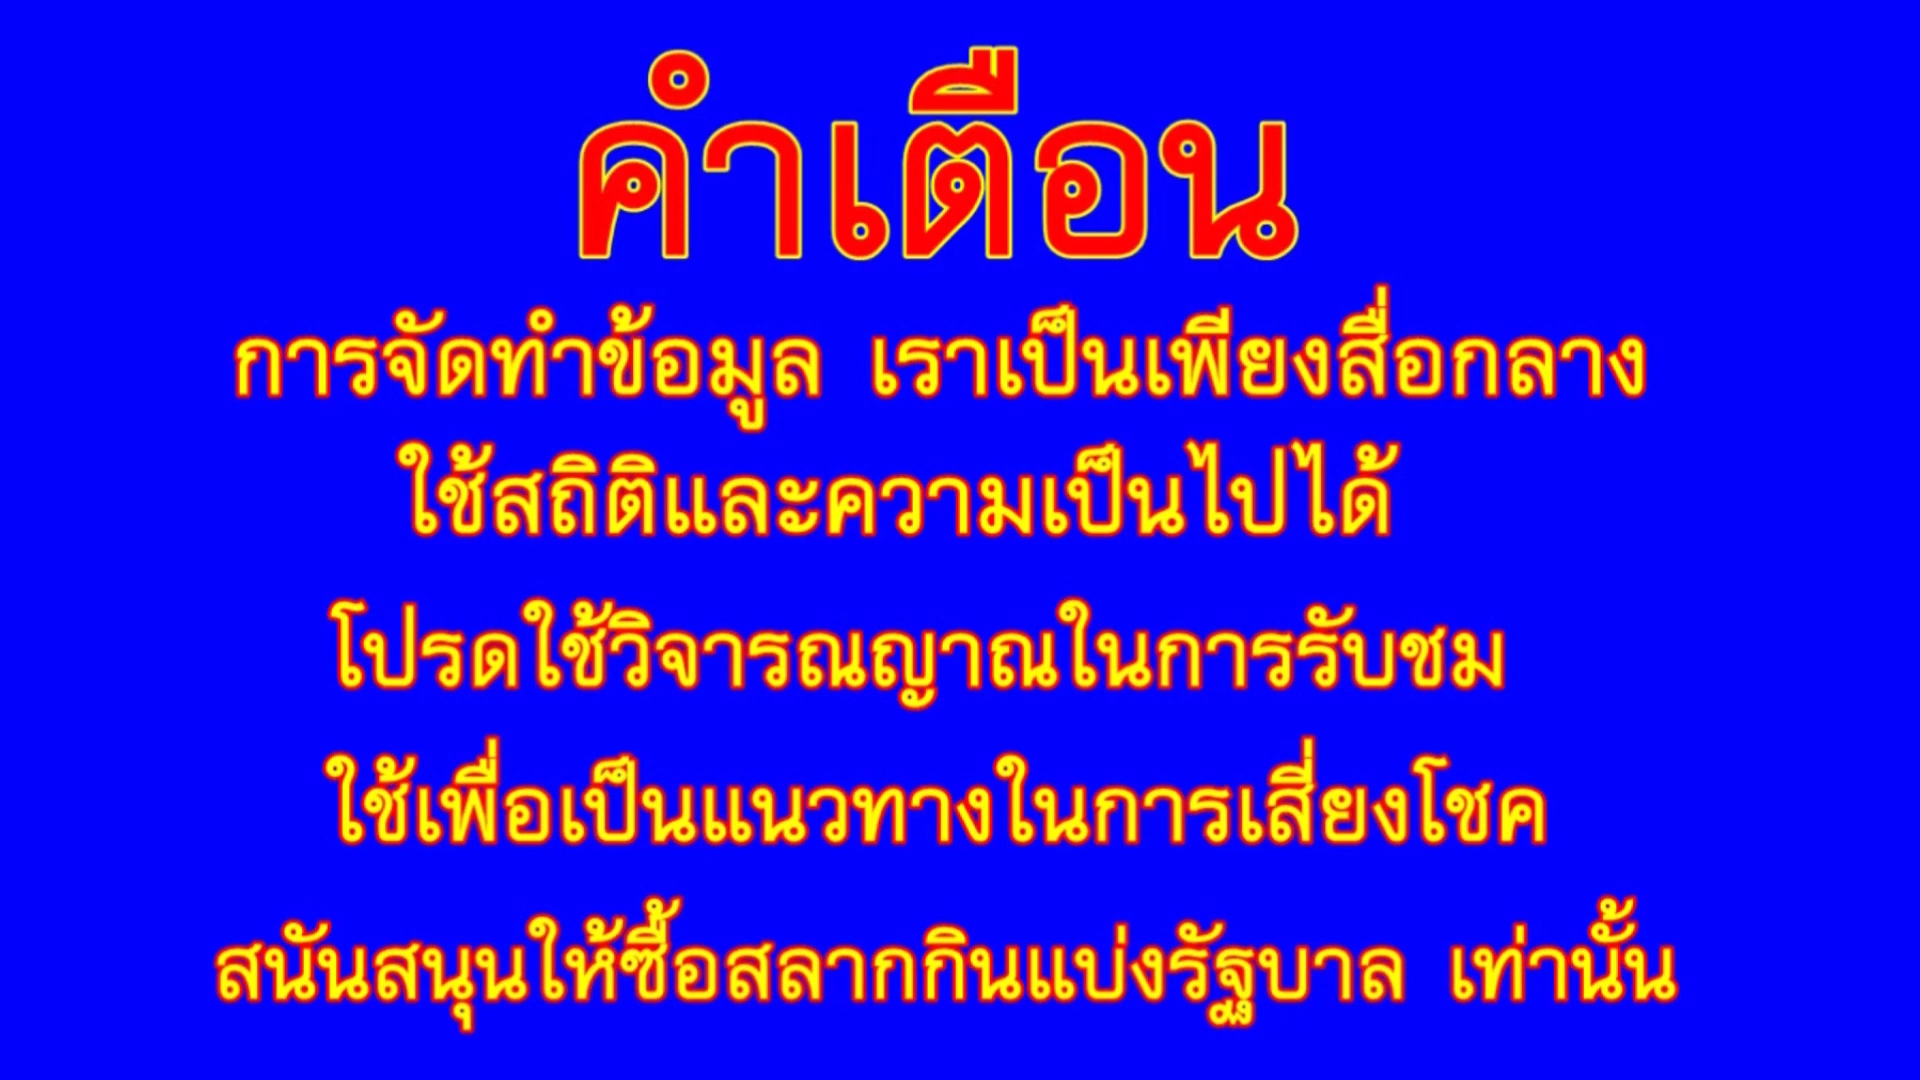 คำเตือน
การจัดทำข้อมูล เราเป็นเพียงสื่อกลาง
ใช้สถิติและความเป็นไปได้
โปรดใช้วิจารณญาณในการรับชม
ใช้เพื่อเป็นแนวทางในการเสี่ยงโชค
สนันสนุนให้ซื้อสลากกินแบ่งรัฐบาล เท่านั้น